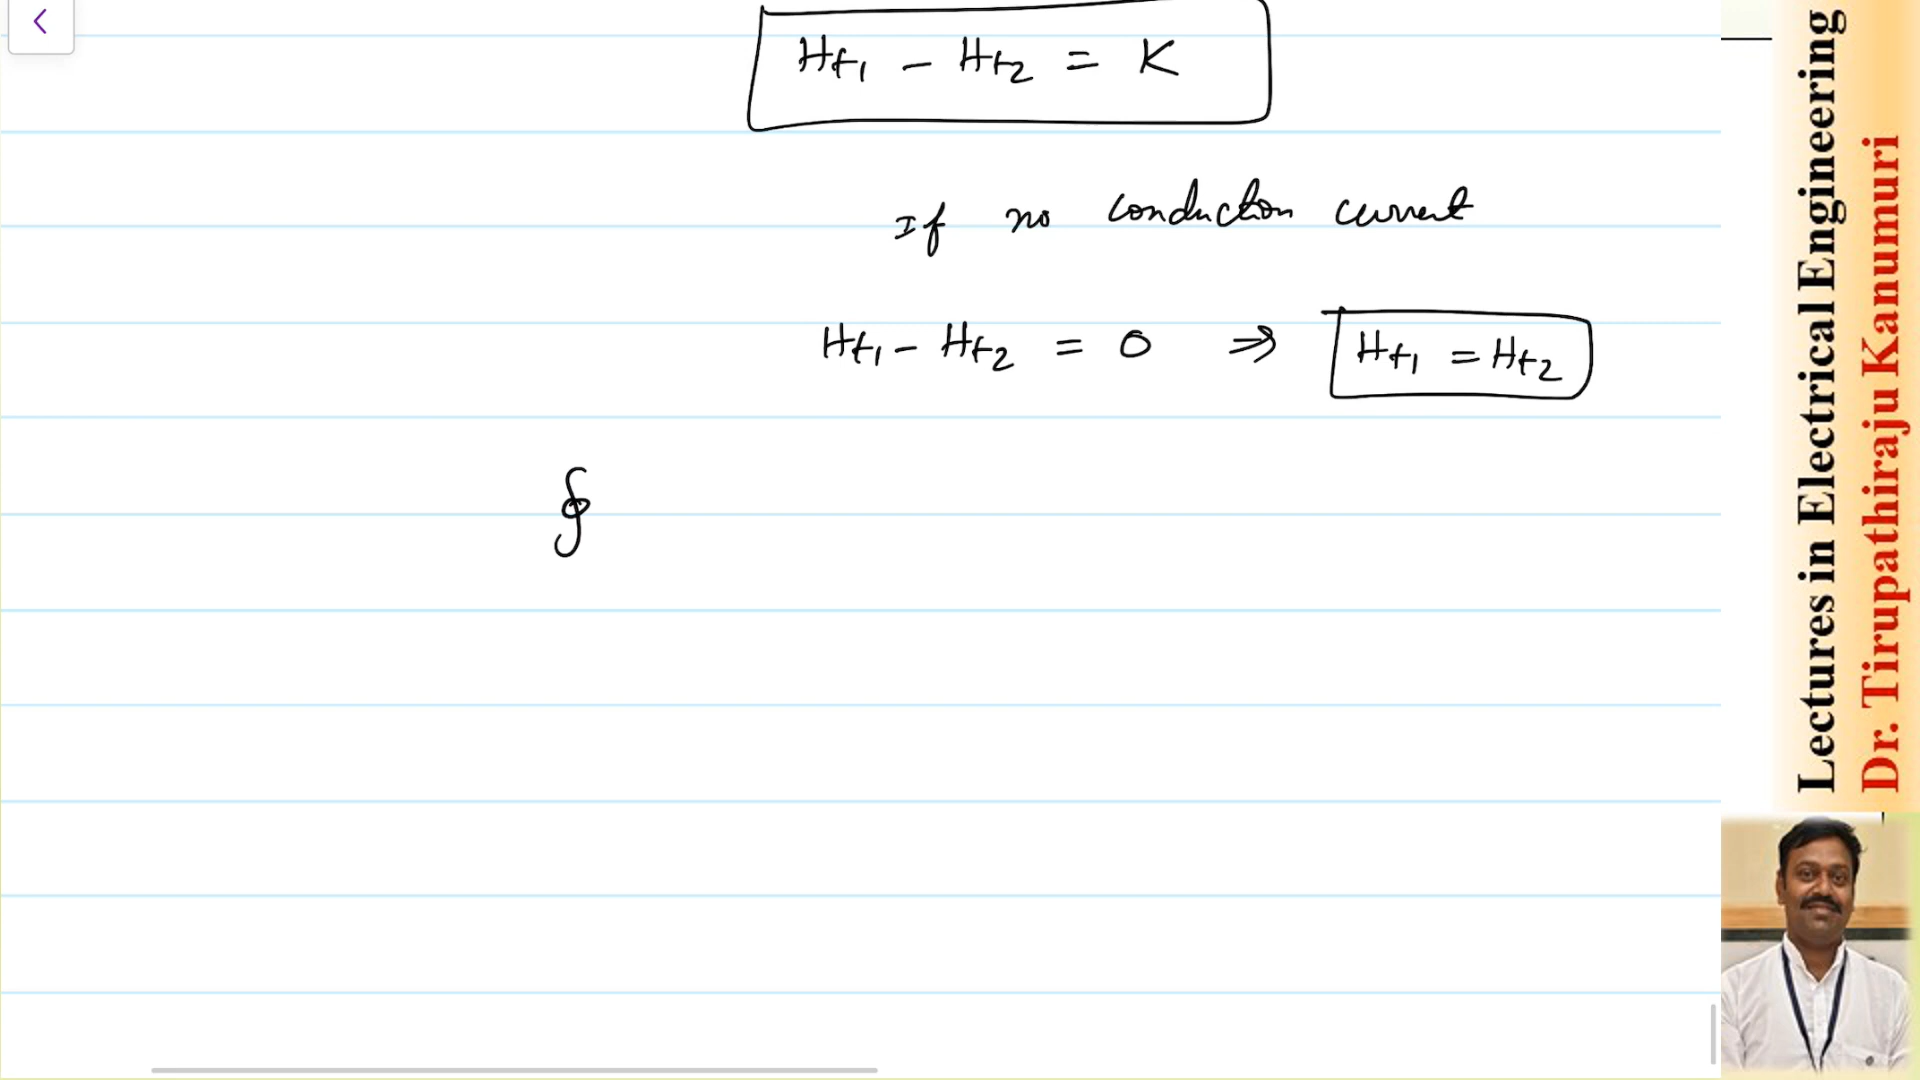 Ht1 - Ht2 = K
If no conduction current
Ht1 - Ht2 = 0 ⇒ Ht1 = Ht2
∮
Lectures in Electrical Engineering
Dr. Tirupathiraju Kanumuri